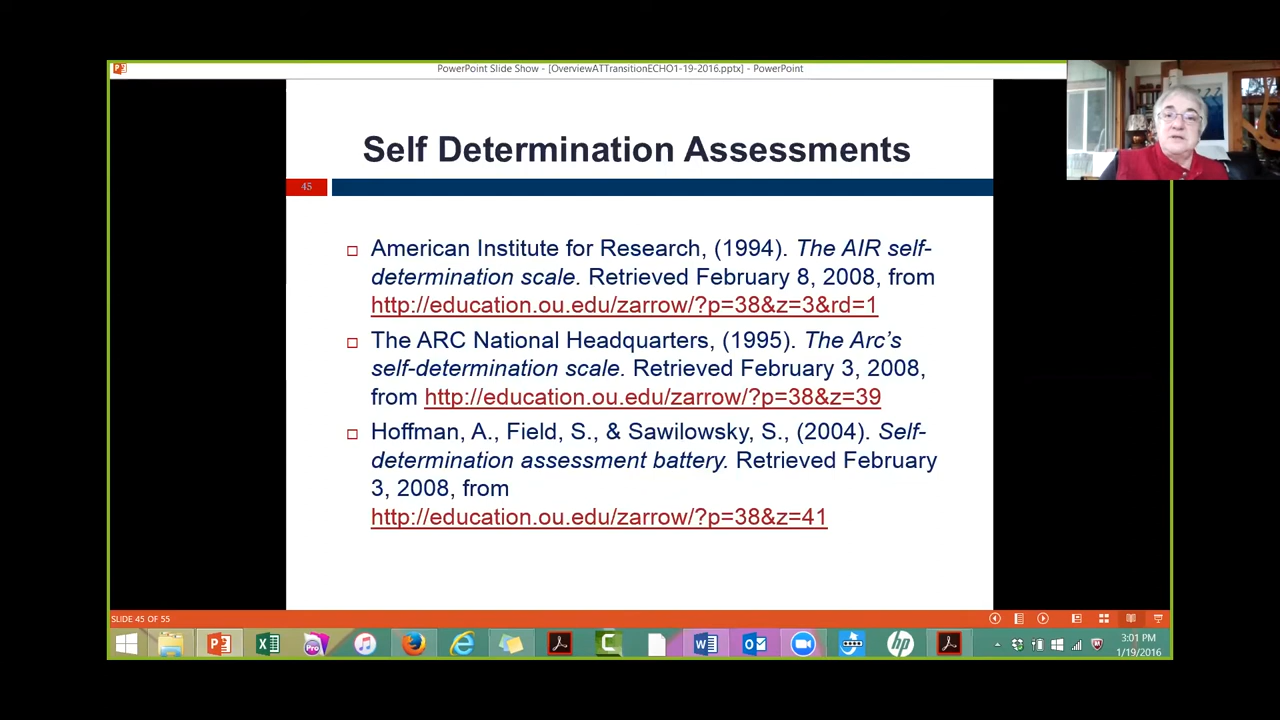 PowerPoint Slide Show - [OverviewATTransitionECHO1-19-2016.pptx] - PowerPoint
Self Determination Assessments
45
American Institute for Research, (1994). The AIR self-
determination scale. Retrieved February 8, 2008, from
http://education.ou.edu/zarrow/?p=38&z=3&rd=1
The ARC National Headquarters, (1995). The Arc's
self-determination scale. Retrieved February 3, 2008,
from http://education.ou.edu/zarrow/?p=38&z=39
Hoffman, A., Field, S., & Sawilowsky, S., (2004). Self-
determination assessment battery. Retrieved February
3, 2008, from
http://education.ou.edu/zarrow/?p=38&z=41
SLIDE 45 OF 55
Pro
hp
3:01 PM
1/19/2016